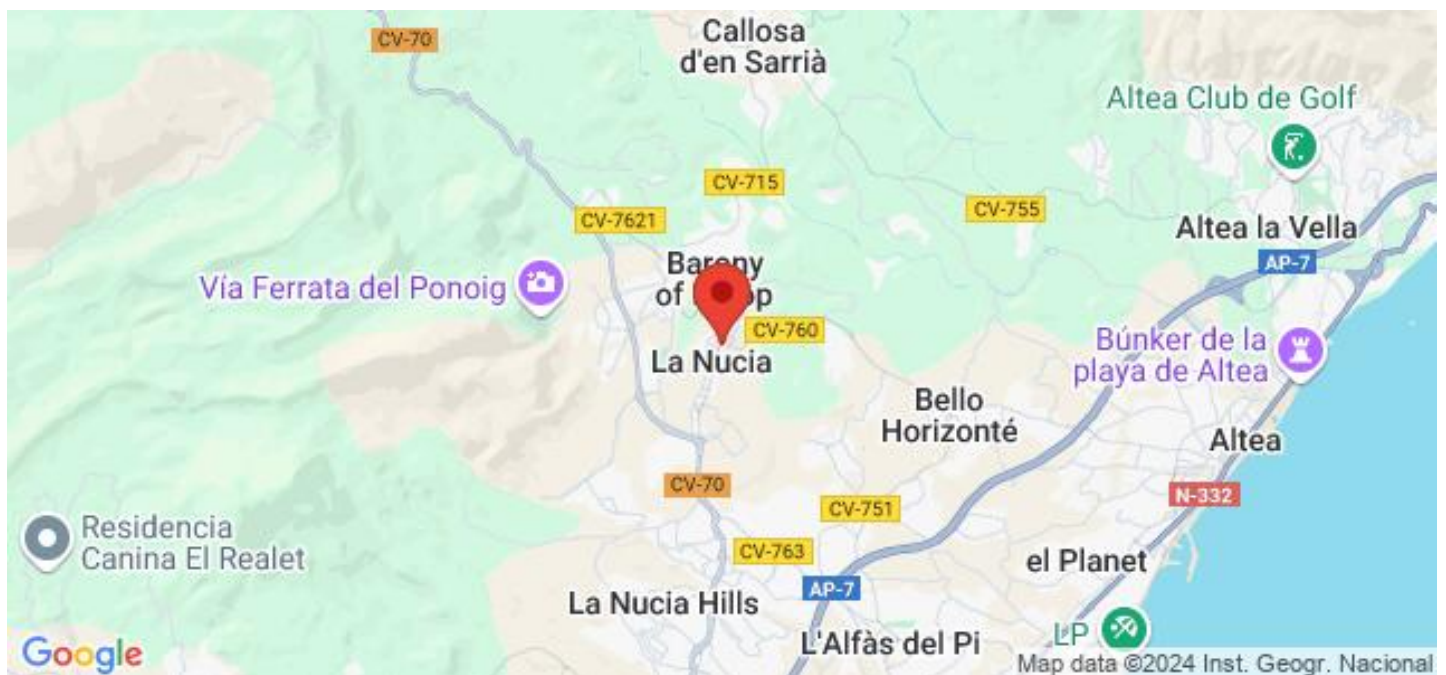 Callosa
d'en Sarrià
CV-70
Altea Club de Golf
CV-715
CV-755
CV-7621
Altea la Vella
AP-7
Vía Ferrata del Ponoig
Barony
of
CV-760
La Nucia
Búnker de la
playa de Altea
Bello
Horizonté
Altea
CV-70
N-332
CV-751
Residencia
Canina El Realet
CV-763
el Planet
AP-7
La Nucia Hills
L'Alfàs del Pi
LP
Google
Map data ©2024 Inst. Geogr. Nacional